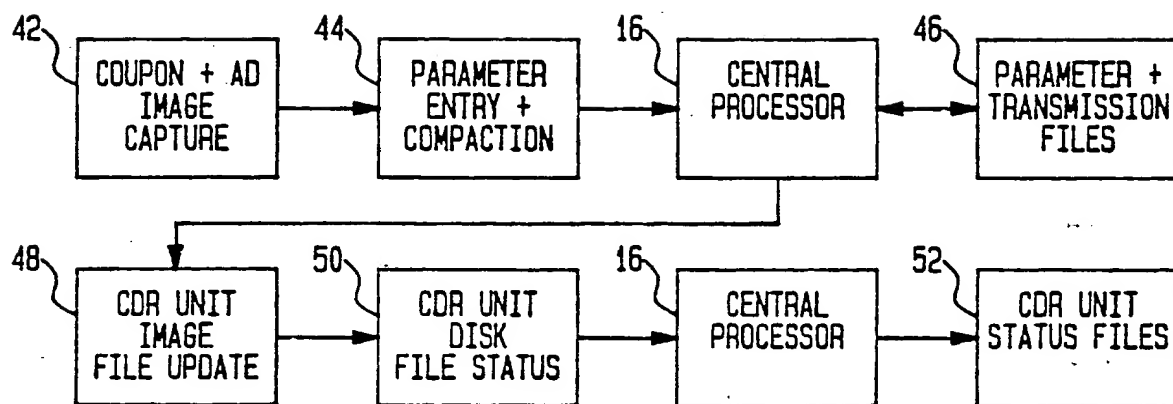 42 44 16 46
COUPON + AD IMAGE CAPTURE
PARAMETER ENTRY + COMPACTION
CENTRAL PROCESSOR
PARAMETER + TRANSMISSION FILES
48 50 16 52
CDR UNIT IMAGE FILE UPDATE
CDR UNIT DISK FILE STATUS
CENTRAL PROCESSOR
CDR UNIT STATUS FILES